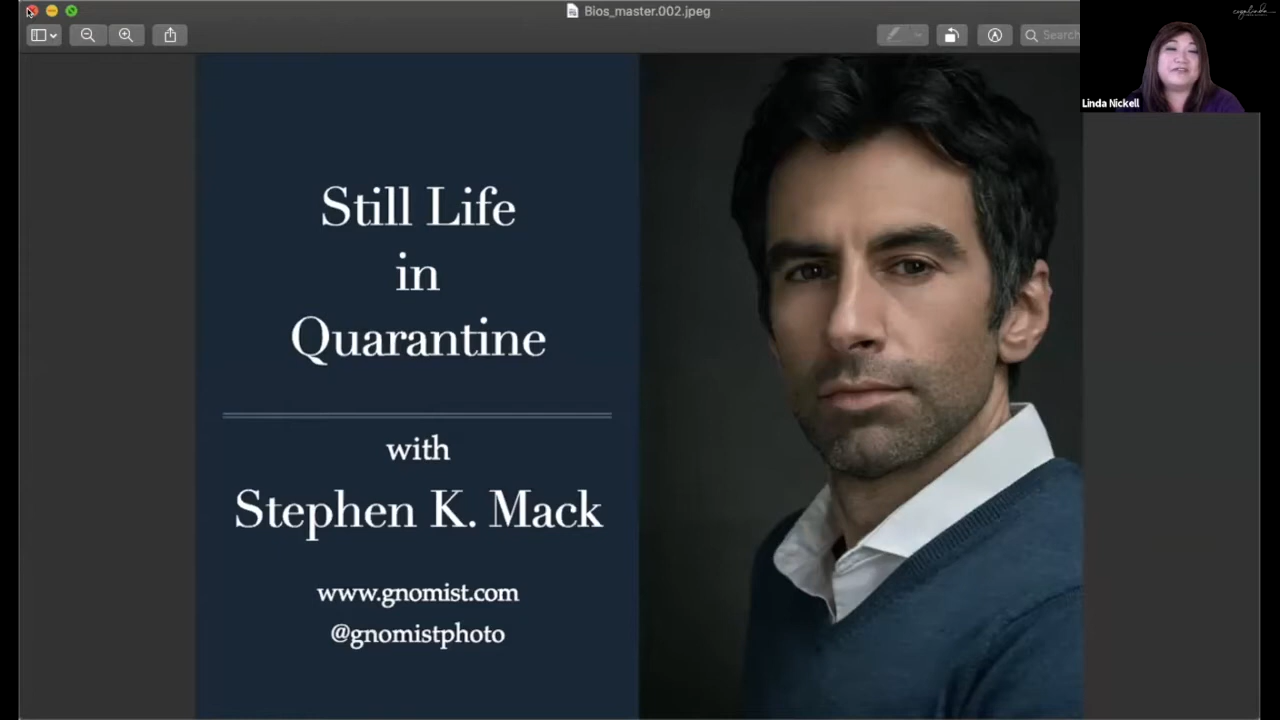 Bios_master.002.jpeg
Search
Linda Nickell
Still Life
in
Quarantine
with
Stephen K. Mack
www.gnomist.com
@gnomistphoto